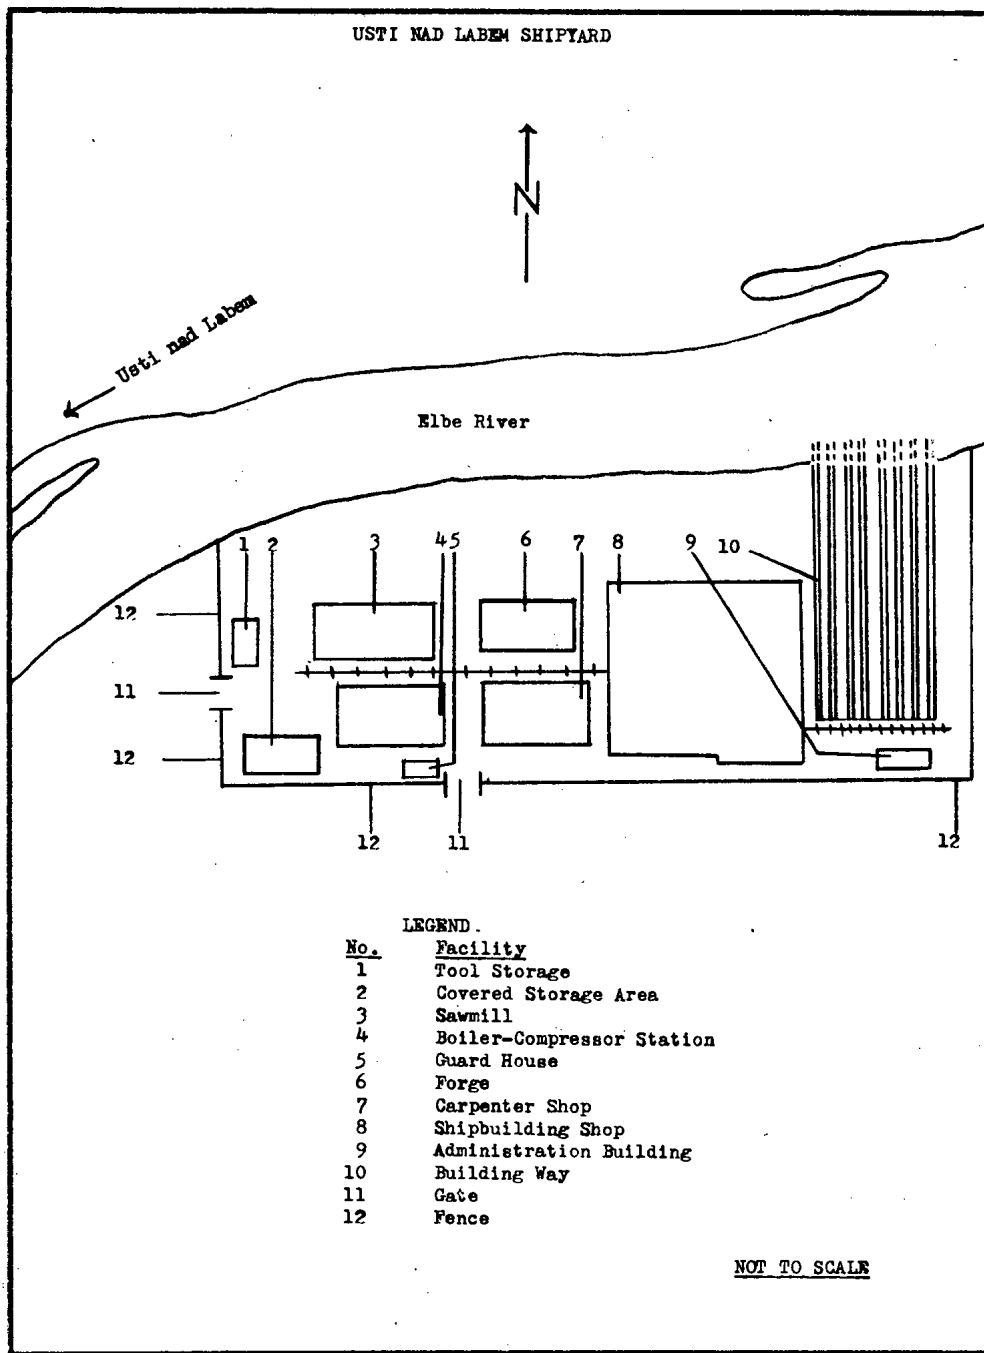 USTI NAD LABEM SHIPYARD
N
Usti nad Labem
Elbe River
1 2 3 4 5 6 7 8 9 10
12
11
12
12 11 12
LEGEND.
No. Facility
1 Tool Storage
2 Covered Storage Area
3 Sawmill
4 Boiler-Compressor Station
5 Guard House
6 Forge
7 Carpenter Shop
8 Shipbuilding Shop
9 Administration Building
10 Building Way
11 Gate
12 Fence
NOT TO SCALE